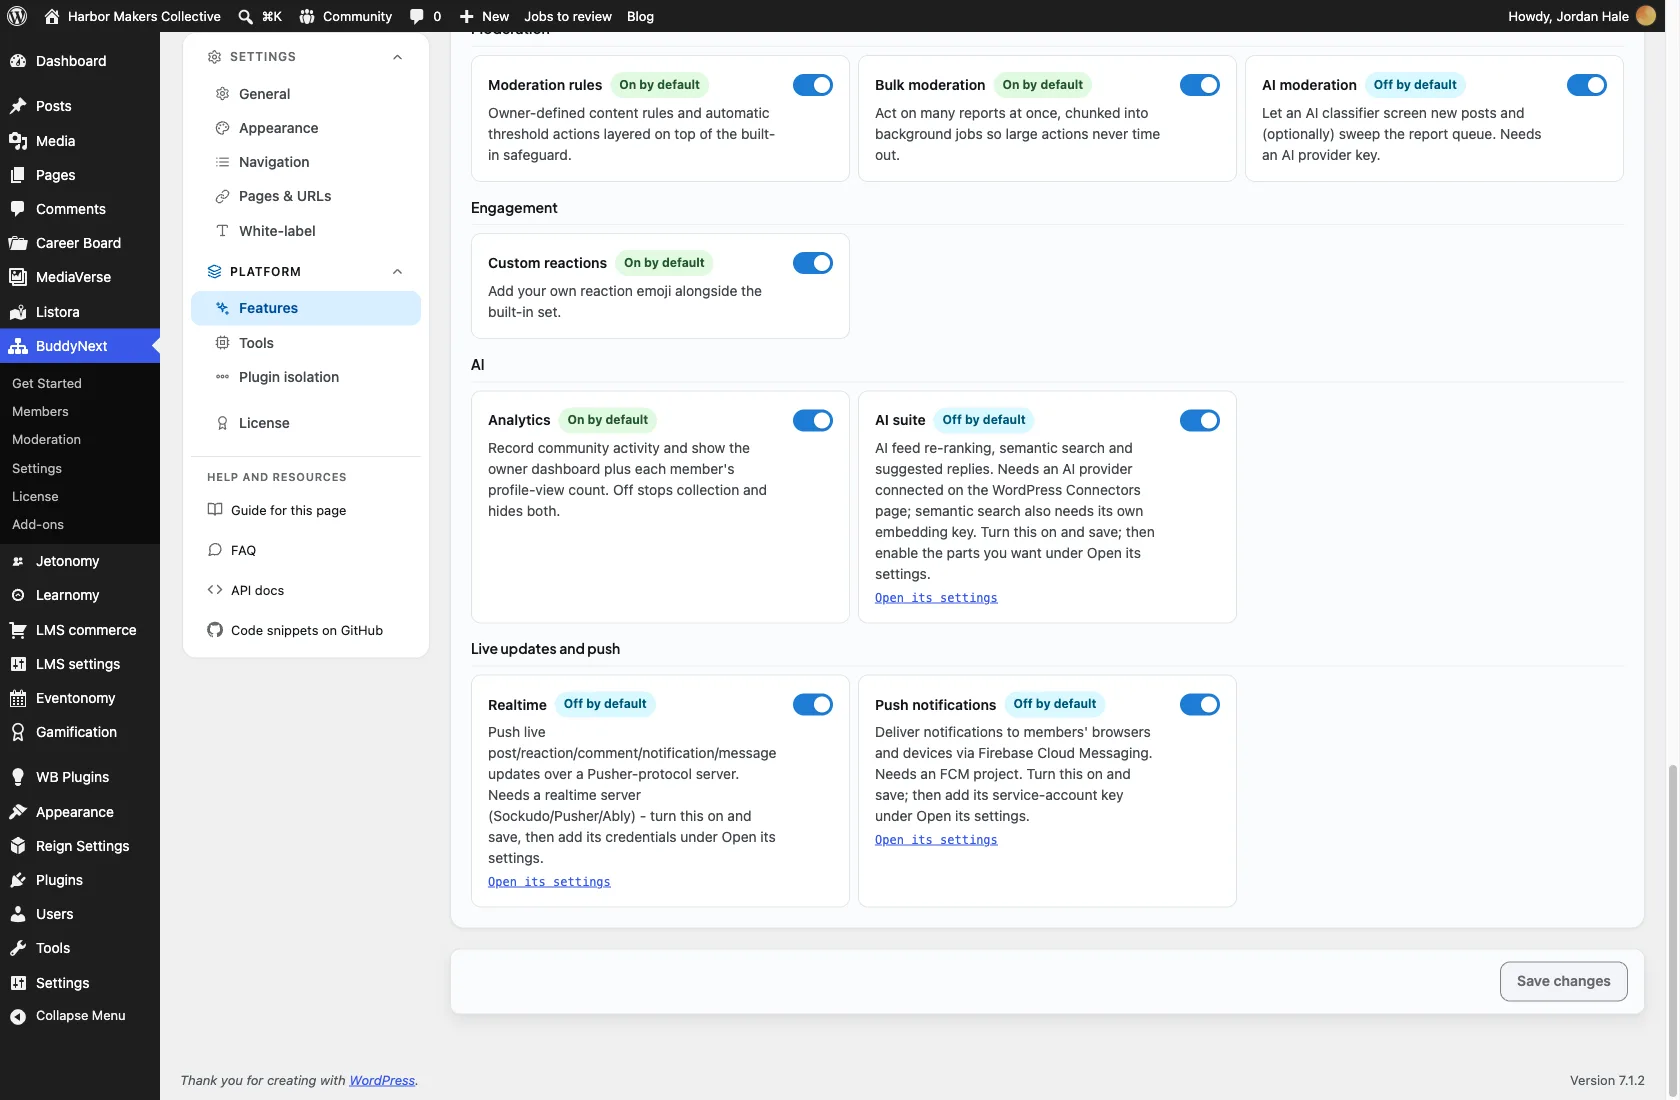 Harbor Makers Collective
⌘K
Community
0
New
Jobs to review
Blog
Howdy, Jordan Hale
Dashboard
Posts
Media
Pages
Comments
Career Board
MediaVerse
Listora
BuddyNext
Get Started
Members
Moderation
Settings
License
Add-ons
Jetonomy
Learnomy
LMS commerce
LMS settings
Eventonomy
Gamification
WB Plugins
Appearance
Reign Settings
Plugins
Users
Tools
Settings
Collapse Menu
SETTINGS
General
Appearance
Navigation
Pages & URLs
White-label
PLATFORM
Features
Tools
Plugin isolation
License
HELP AND RESOURCES
Guide for this page
FAQ
API docs
Code snippets on GitHub
Moderation
Moderation rules On by default
Owner-defined content rules and automatic
threshold actions layered on top of the built-
in safeguard.
Bulk moderation On by default
Act on many reports at once, chunked into
background jobs so large actions never time
out.
AI moderation Off by default
Let an AI classifier screen new posts and
(optionally) sweep the report queue. Needs
an AI provider key.
Engagement
Custom reactions On by default
Add your own reaction emoji alongside the
built-in set.
AI
Analytics On by default
Record community activity and show the
owner dashboard plus each member's
profile-view count. Off stops collection and
hides both.
AI suite Off by default
AI feed re-ranking, semantic search and
suggested replies. Needs an AI provider
connected on the WordPress Connectors
page; semantic search also needs its own
embedding key. Turn this on and save; then
enable the parts you want under Open its
settings.
Open its settings
Live updates and push
Realtime Off by default
Push live
post/reaction/comment/notification/message
updates over a Pusher-protocol server.
Needs a realtime server
(Sockudo/Pusher/Ably) - turn this on and
save, then add its credentials under Open its
settings.
Open its settings
Push notifications Off by default
Deliver notifications to members' browsers
and devices via Firebase Cloud Messaging.
Needs an FCM project. Turn this on and
save; then add its service-account key
under Open its settings.
Open its settings
Save changes
Thank you for creating with WordPress.
Version 7.1.2